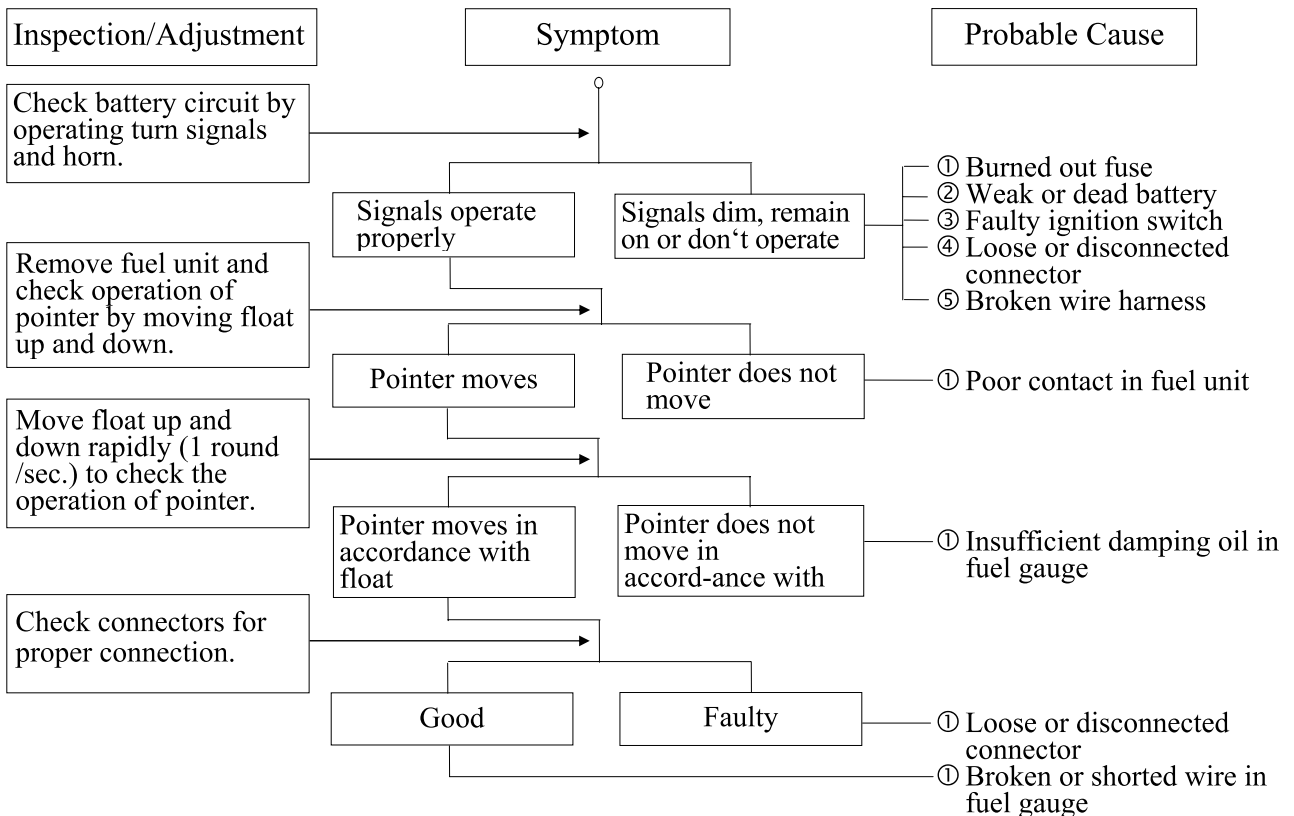 Inspection/Adjustment
Symptom
Probable Cause
Check battery circuit by
operating turn signals
and horn.
Signals operate
properly
Signals dim, remain
on or don‘t operate
① Burned out fuse
② Weak or dead battery
③ Faulty ignition switch
④ Loose or disconnected
connector
⑤ Broken wire harness
Remove fuel unit and
check operation of
pointer by moving float
up and down.
Pointer moves
Pointer does not
move
① Poor contact in fuel unit
Move float up and
down rapidly (1 round
/sec.) to check the
operation of pointer.
Pointer moves in
accordance with
float
Pointer does not
move in
accord-ance with
① Insufficient damping oil in
fuel gauge
Check connectors for
proper connection.
Good
Faulty
① Loose or disconnected
connector
① Broken or shorted wire in
fuel gauge